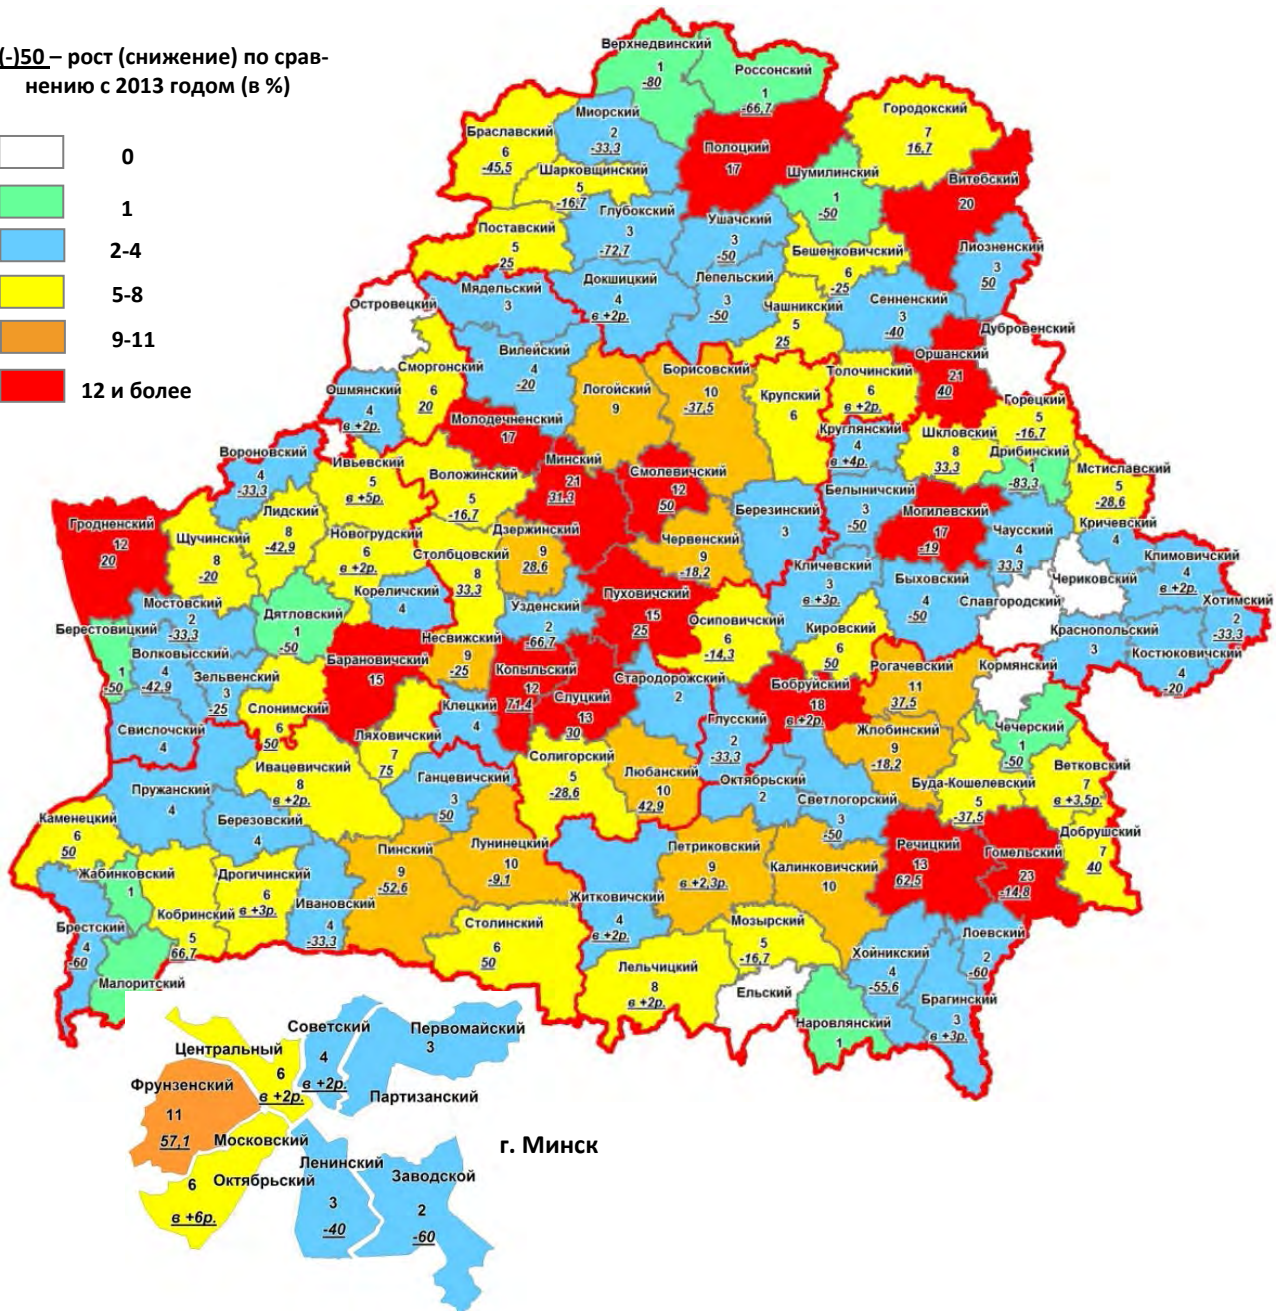 (-)50 – рост (снижение) по срав-
нению с 2013 годом (в %)
0
1
2-4
5-8
9-11
12 и более
Верхнедвинский
1
-80
Россонский
1
-66,7
Миорский
2
-33,3
Браславский
6
-45,5
Полоцкий
17
Городокский
7
16,7
Шарковщинский
5
-16,7
Шумилинский
1
-50
Витебский
20
Глубокский
3
-72,7
Ушачский
3
-50
Поставский
5
25
Бешенковичский
6
-25
Лиозненский
3
50
Докшицкий
4
в +2р.
Лепельский
3
-50
Мядельский
3
Сенненский
3
-40
Чашникский
5
25
Островецкий
Дубровенский
Вилейский
4
-20
Оршанский
21
40
Сморгонский
6
20
Логойский
9
Борисовский
10
-37,5
Крупский
6
Толочинский
6
в +2р.
Ошмянский
4
в +2р.
Горецкий
5
-16,7
Молодечненский
17
Круглянский
4
в +4р.
Шкловский
8
33,3
Дрибинский
1
-83,3
Вороновский
4
-33,3
Ивьевский
5
в +5р.
Воложинский
5
-16,7
Минский
21
31,3
Смолевичский
12
50
Мстиславский
5
-28,6
Белыничский
3
-50
Березинский
3
Могилевский
17
-19
Чаусский
4
33,3
Кричевский
4
Гродненский
12
20
Щучинский
8
-20
Лидский
8
-42,9
Новогрудский
6
в +2р.
Дзержинский
9
28,6
Столбцовский
8
33,3
Червенский
9
-18,2
Климовичский
4
в +2р.
Кличевский
3
в +3р.
Быховский
4
-50
Чериковский
Славгородский
Хотимский
2
-33,3
Кореличский
4
Узденский
2
-66,7
Пуховичский
15
25
Мостовский
2
-33,3
Дятловский
1
-50
Осиповичский
6
-14,3
Кировский
6
50
Краснопольский
3
Костюковичский
4
-20
Берестовицкий
1
-50
Волковысский
4
-42,9
Зельвенский
3
-25
Несвижский
9
-25
Барановичский
15
Копыльский
12
71,4
Слуцкий
13
30
Стародорожский
2
Бобруйский
18
в +2р.
Рогачевский
11
37,5
Кормянский
Слонимский
6
50
Клецкий
4
Глусский
2
-33,3
Чечерский
1
-50
Свислочский
4
Ляховичский
7
75
Солигорский
5
-28,6
Любанский
10
42,9
Жлобинский
9
-18,2
Ветковский
7
в +3,5р.
Ивацевичский
8
в +2р.
Ганцевичский
3
50
Октябрьский
2
Светлогорский
3
-50
Буда-Кошелевский
5
-37,5
Пружанский
4
Березовский
4
Каменецкий
6
50
Добрушский
7
40
Речицкий
13
62,5
Гомельский
23
-14,8
Пинский
9
-52,6
Лунинецкий
10
-9,1
Петриковский
9
в +2,3р.
Калинковичский
10
Жабинковский
1
Дрогичинский
6
в +3р.
Ивановский
4
-33,3
Житковичский
4
в +2р.
Кобринский
5
66,7
Брестский
4
-60
Столинский
6
50
Мозырский
5
-16,7
Лоевский
2
-60
Хойникский
4
-55,6
Малоритский
Лельчицкий
8
в +2р.
Ельский
Брагинский
3
в +3р.
Наровлянский
1
Советский
4
в +2р.
Первомайский
3
Центральный
6
в +2р.
Фрунзенский
11
57,1
Партизанский
Московский
6
в +6р.
г. Минск
Ленинский
3
-40
Заводской
2
-60
Октябрьский